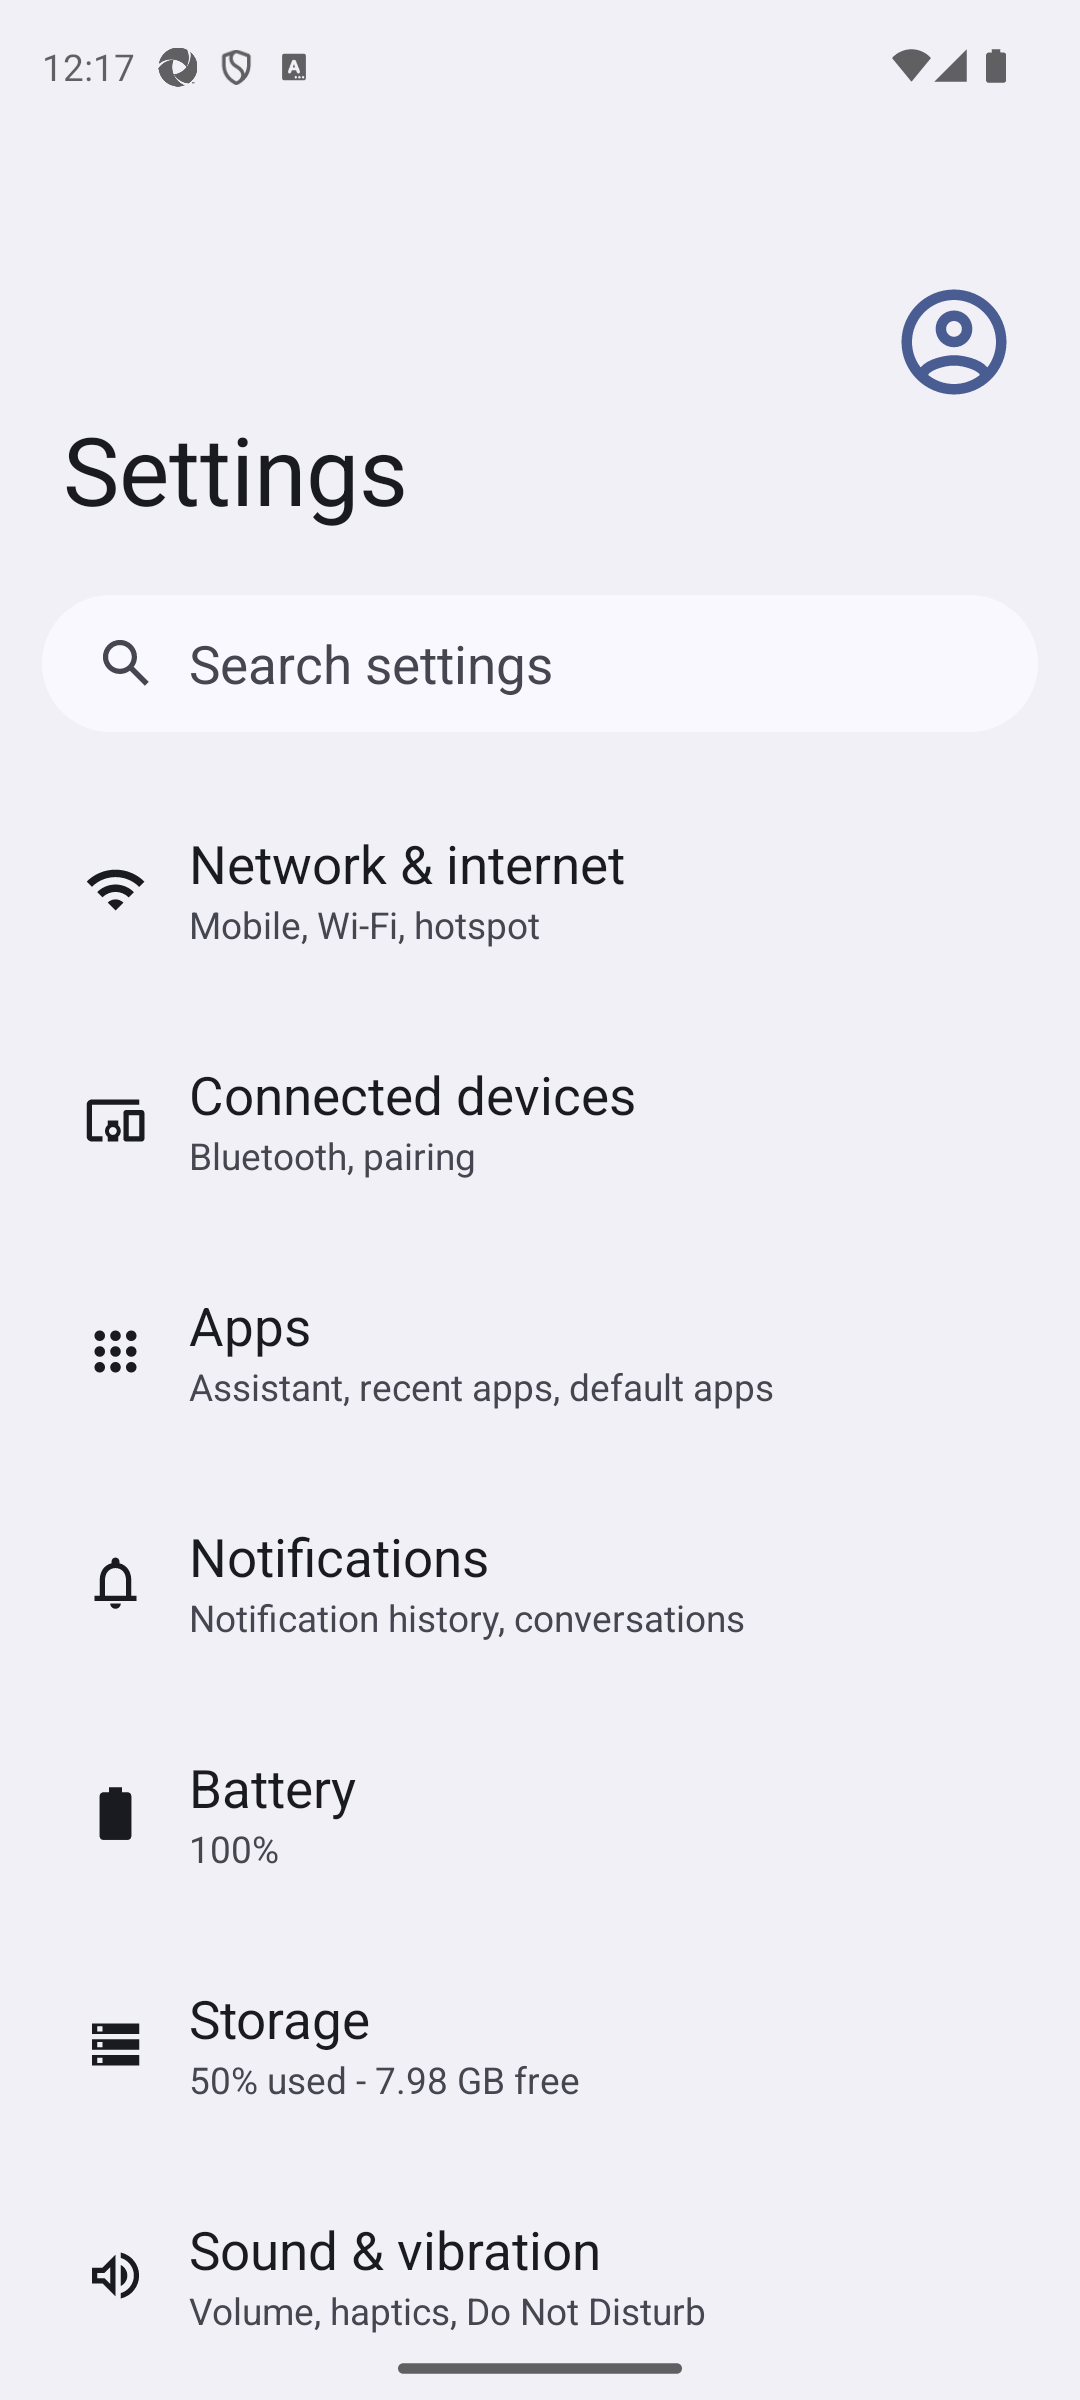 12:17
Settings
Search settings
Network & internet
Mobile, Wi-Fi, hotspot
Connected devices
Bluetooth, pairing
Apps
Assistant, recent apps, default apps
Notifications
Notification history, conversations
Battery
100%
Storage
50% used - 7.98 GB free
Sound & vibration
Volume, haptics, Do Not Disturb